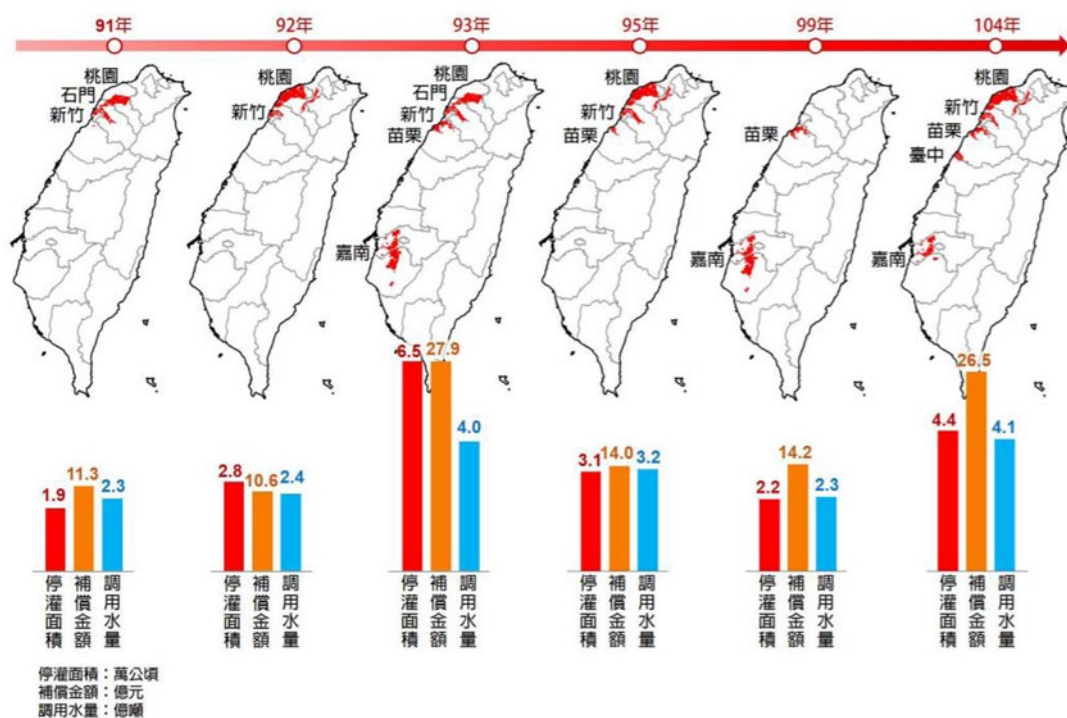 91年
92年
93年
95年
99年
104年
桃園
石門
新竹
桃園
新竹
桃園
石門
新竹
苗栗
嘉南
桃園
苗栗
苗栗
嘉南
桃園
新竹
苗栗
臺中
嘉南
1.9
11.3
2.3
2.8
10.6
2.4
6.5
27.9
4.0
3.1
14.0
3.2
2.2
14.2
2.3
4.4
26.5
4.1
停灌面積
補償金額
調用水量
停灌面積
補償金額
調用水量
停灌面積
補償金額
調用水量
停灌面積
補償金額
調用水量
停灌面積
補償金額
調用水量
停灌面積
補償金額
調用水量
停灌面積：萬公頃
補償金額：億元
調用水量：億噸